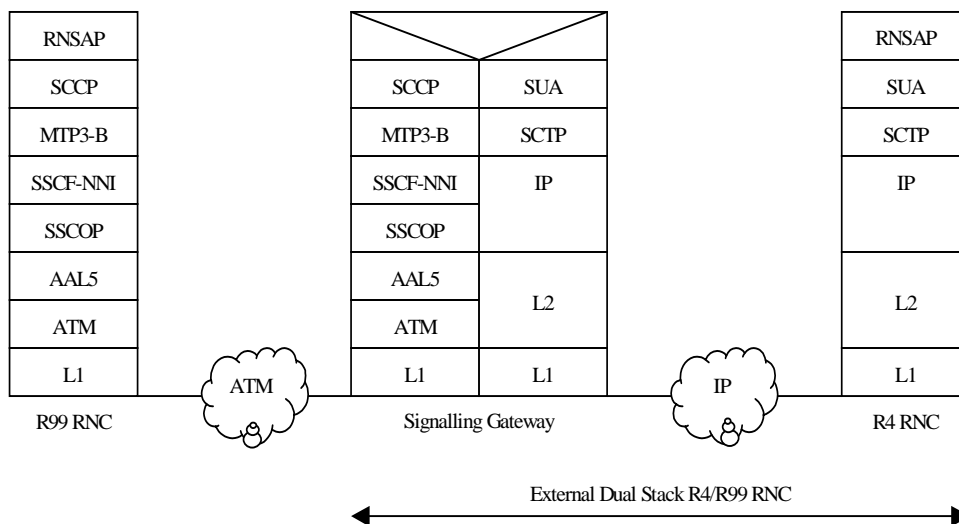 RNSAP
SCCP
MTP3-B
SSCF-NNI
SSCOP
AAL5
ATM
L1
R99 RNC
ATM
SCCP
MTP3-B
SSCF-NNI
SSCOP
AAL5
ATM
L1
SUA
SCTP
IP
L2
L1
Signalling Gateway
IP
RNSAP
SUA
SCTP
IP
L2
L1
R4 RNC
External Dual Stack R4/R99 RNC